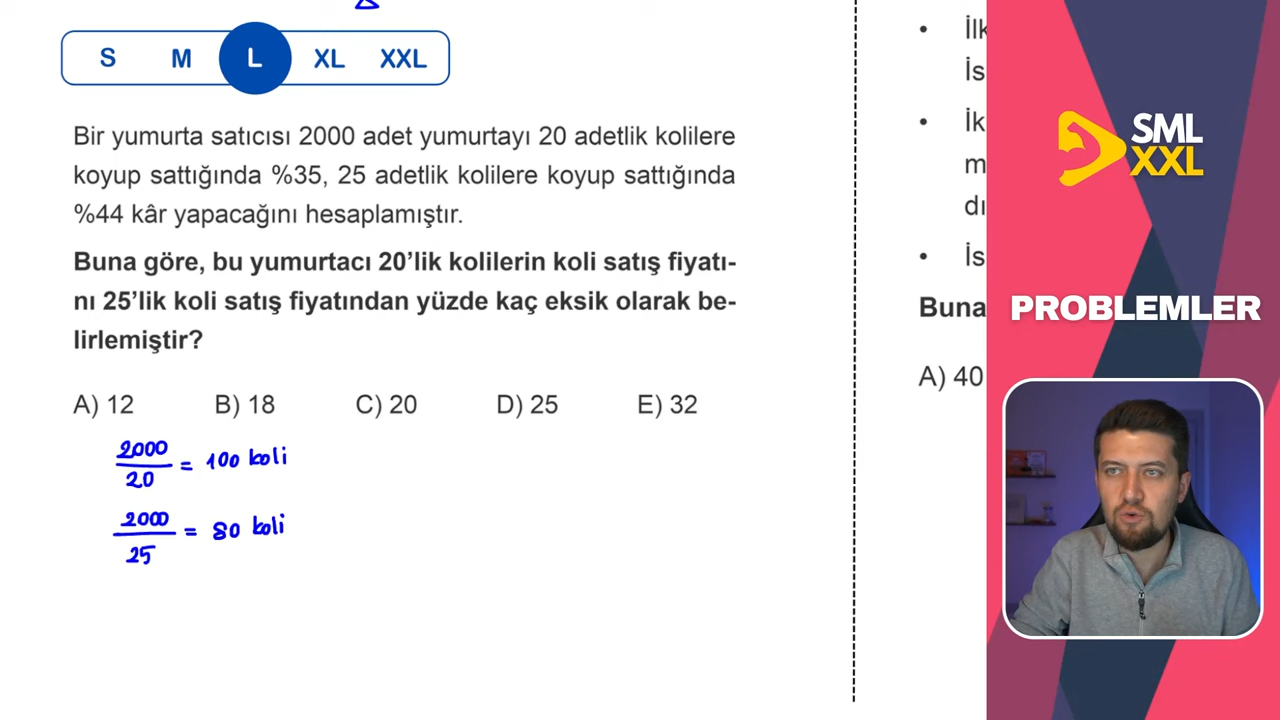 S M L XL XXL
Bir yumurta satıcısı 2000 adet yumurtayı 20 adetlik kolilere
koyup sattığında %35, 25 adetlik kolilere koyup sattığında
%44 kâr yapacağını hesaplamıştır.
Buna göre, bu yumurtacı 20'lik kolilerin koli satış fiyatı-
nı 25'lik koli satış fiyatından yüzde kaç eksik olarak be-
lirlemiştir?
A) 12 B) 18 C) 20 D) 25 E) 32
2000/20 = 100 koli
2000/25 = 80 koli
• İlk
İs
• İk
m
dı
• İs
Buna
A) 40
SML
XXL
PROBLEMLER